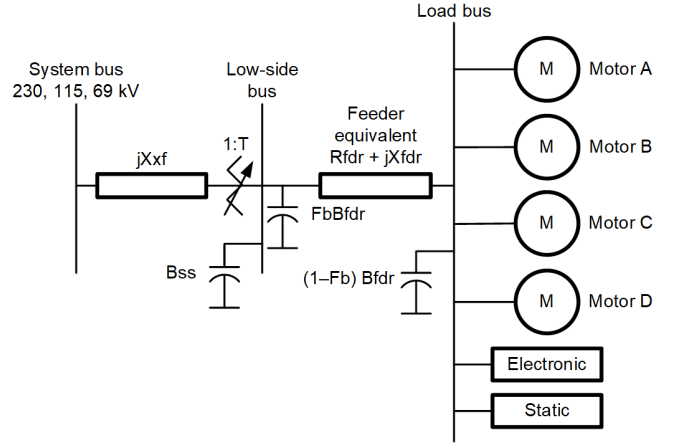 Load bus
System bus
230, 115, 69 kV
Low-side
bus
Feeder
equivalent
Rfdr + jXfdr
jXxf
1:T
FbBfdr
Bss
(1–Fb) Bfdr
M
Motor A
M
Motor B
M
Motor C
M
Motor D
Electronic
Static